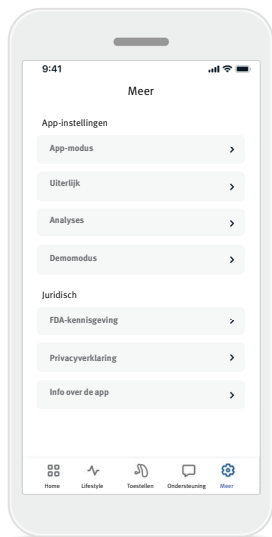 9:41
Meer
App-instellingen
App-modus
Uiterlijk
Analyses
Demomodus
Juridisch
FDA-kennisgeving
Privacyverklaring
Info over de app
Home Lifestyle Toestellen Ondersteuning Meer